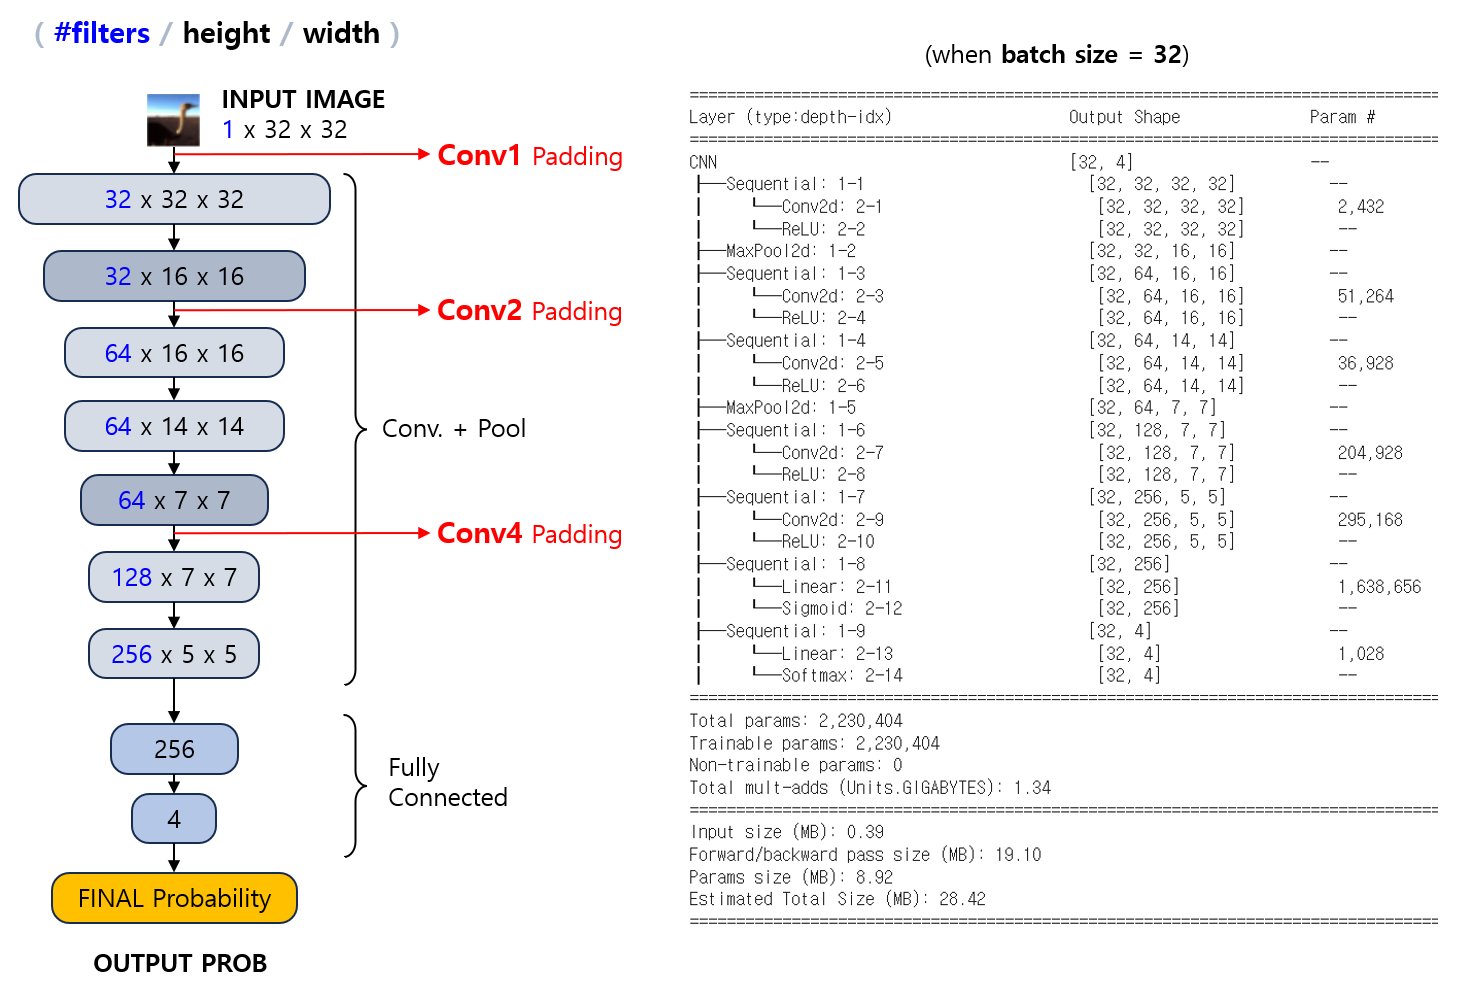 ( #filters / height / width )
INPUT IMAGE
1 x 32 x 32
Conv1 Padding
32 x 32 x 32
32 x 16 x 16
Conv2 Padding
64 x 16 x 16
64 x 14 x 14
Conv. + Pool
64 x 7 x 7
Conv4 Padding
128 x 7 x 7
256 x 5 x 5
256
Fully
Connected
4
FINAL Probability
OUTPUT PROB
(when batch size = 32)
==========================================================================================
Layer (type:depth-idx) Output Shape Param #
==========================================================================================
CNN [32, 4] --
├──Sequential: 1-1 [32, 32, 32, 32] --
│ └──Conv2d: 2-1 [32, 32, 32, 32] 2,432
│ └──ReLU: 2-2 [32, 32, 32, 32] --
├──MaxPool2d: 1-2 [32, 32, 16, 16] --
├──Sequential: 1-3 [32, 64, 16, 16] --
│ └──Conv2d: 2-3 [32, 64, 16, 16] 51,264
│ └──ReLU: 2-4 [32, 64, 16, 16] --
├──Sequential: 1-4 [32, 64, 14, 14] --
│ └──Conv2d: 2-5 [32, 64, 14, 14] 36,928
│ └──ReLU: 2-6 [32, 64, 14, 14] --
├──MaxPool2d: 1-5 [32, 64, 7, 7] --
├──Sequential: 1-6 [32, 128, 7, 7] --
│ └──Conv2d: 2-7 [32, 128, 7, 7] 204,928
│ └──ReLU: 2-8 [32, 128, 7, 7] --
├──Sequential: 1-7 [32, 256, 5, 5] --
│ └──Conv2d: 2-9 [32, 256, 5, 5] 295,168
│ └──ReLU: 2-10 [32, 256, 5, 5] --
├──Sequential: 1-8 [32, 256] --
│ └──Linear: 2-11 [32, 256] 1,638,656
│ └──Sigmoid: 2-12 [32, 256] --
├──Sequential: 1-9 [32, 4] --
│ └──Linear: 2-13 [32, 4] 1,028
│ └──Softmax: 2-14 [32, 4] --
==========================================================================================
Total params: 2,230,404
Trainable params: 2,230,404
Non-trainable params: 0
Total mult-adds (Units.GIGABYTES): 1.34
==========================================================================================
Input size (MB): 0.39
Forward/backward pass size (MB): 19.10
Params size (MB): 8.92
Estimated Total Size (MB): 28.42
==========================================================================================